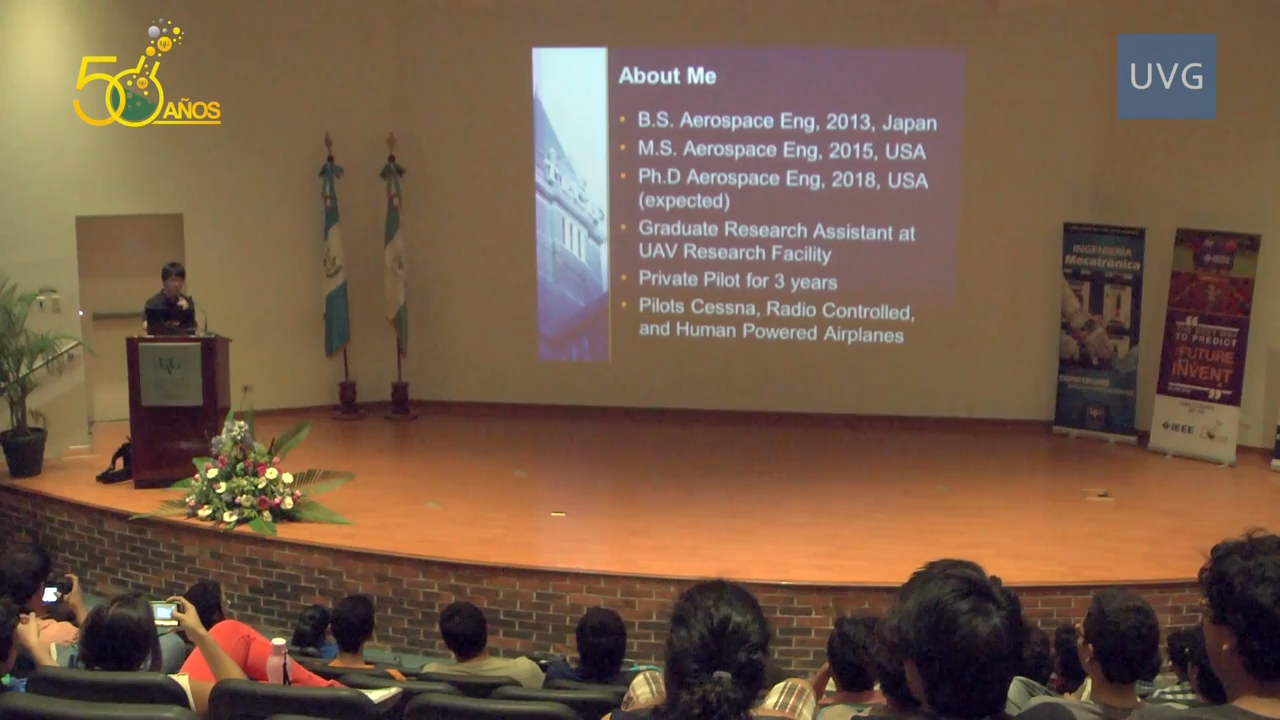 50 AÑOS
UVG
About Me
• B.S. Aerospace Eng, 2013, Japan
• M.S. Aerospace Eng, 2015, USA
• Ph.D Aerospace Eng, 2018, USA
(expected)
• Graduate Research Assistant at
UAV Research Facility
• Private Pilot for 3 years
• Pilots Cessna, Radio Controlled,
and Human Powered Airplanes
INGENIERÍA
Mecatrónica
IEEE
TO PREDICT
FUTURE
INVENT
IEEE
UVG